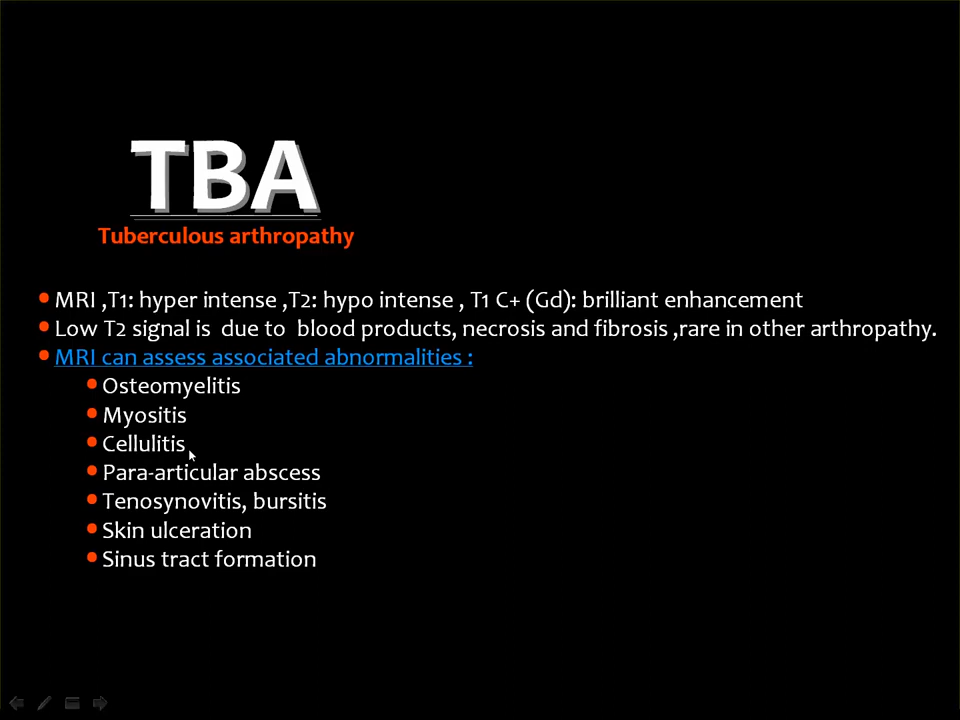 TBA
Tuberculous arthropathy
• MRI ,T1: hyper intense ,T2: hypo intense , T1 C+ (Gd): brilliant enhancement
• Low T2 signal is due to blood products, necrosis and fibrosis ,rare in other arthropathy.
• MRI can assess associated abnormalities :
• Osteomyelitis
• Myositis
• Cellulitis
• Para-articular abscess
• Tenosynovitis, bursitis
• Skin ulceration
• Sinus tract formation